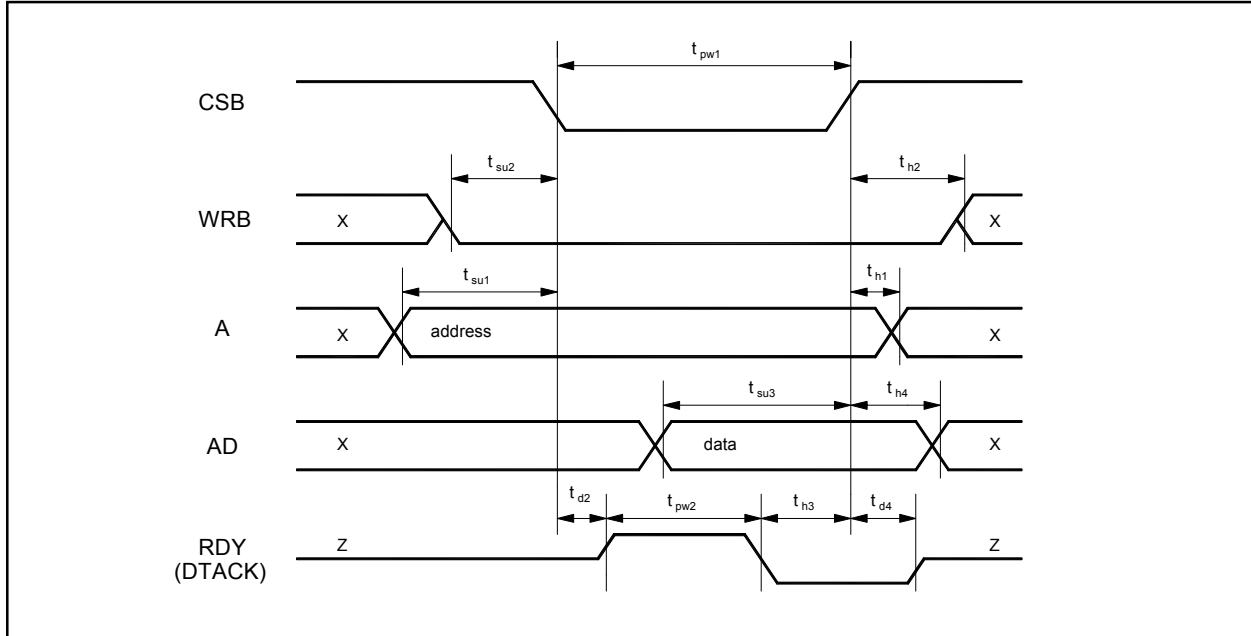 t pw1
CSB
t su2
t h2
WRB
X
X
t su1
t h1
A
X
address
X
t su3
t h4
AD
X
data
X
t d2
t pw2
t h3
t d4
RDY
(DTACK)
Z
Z